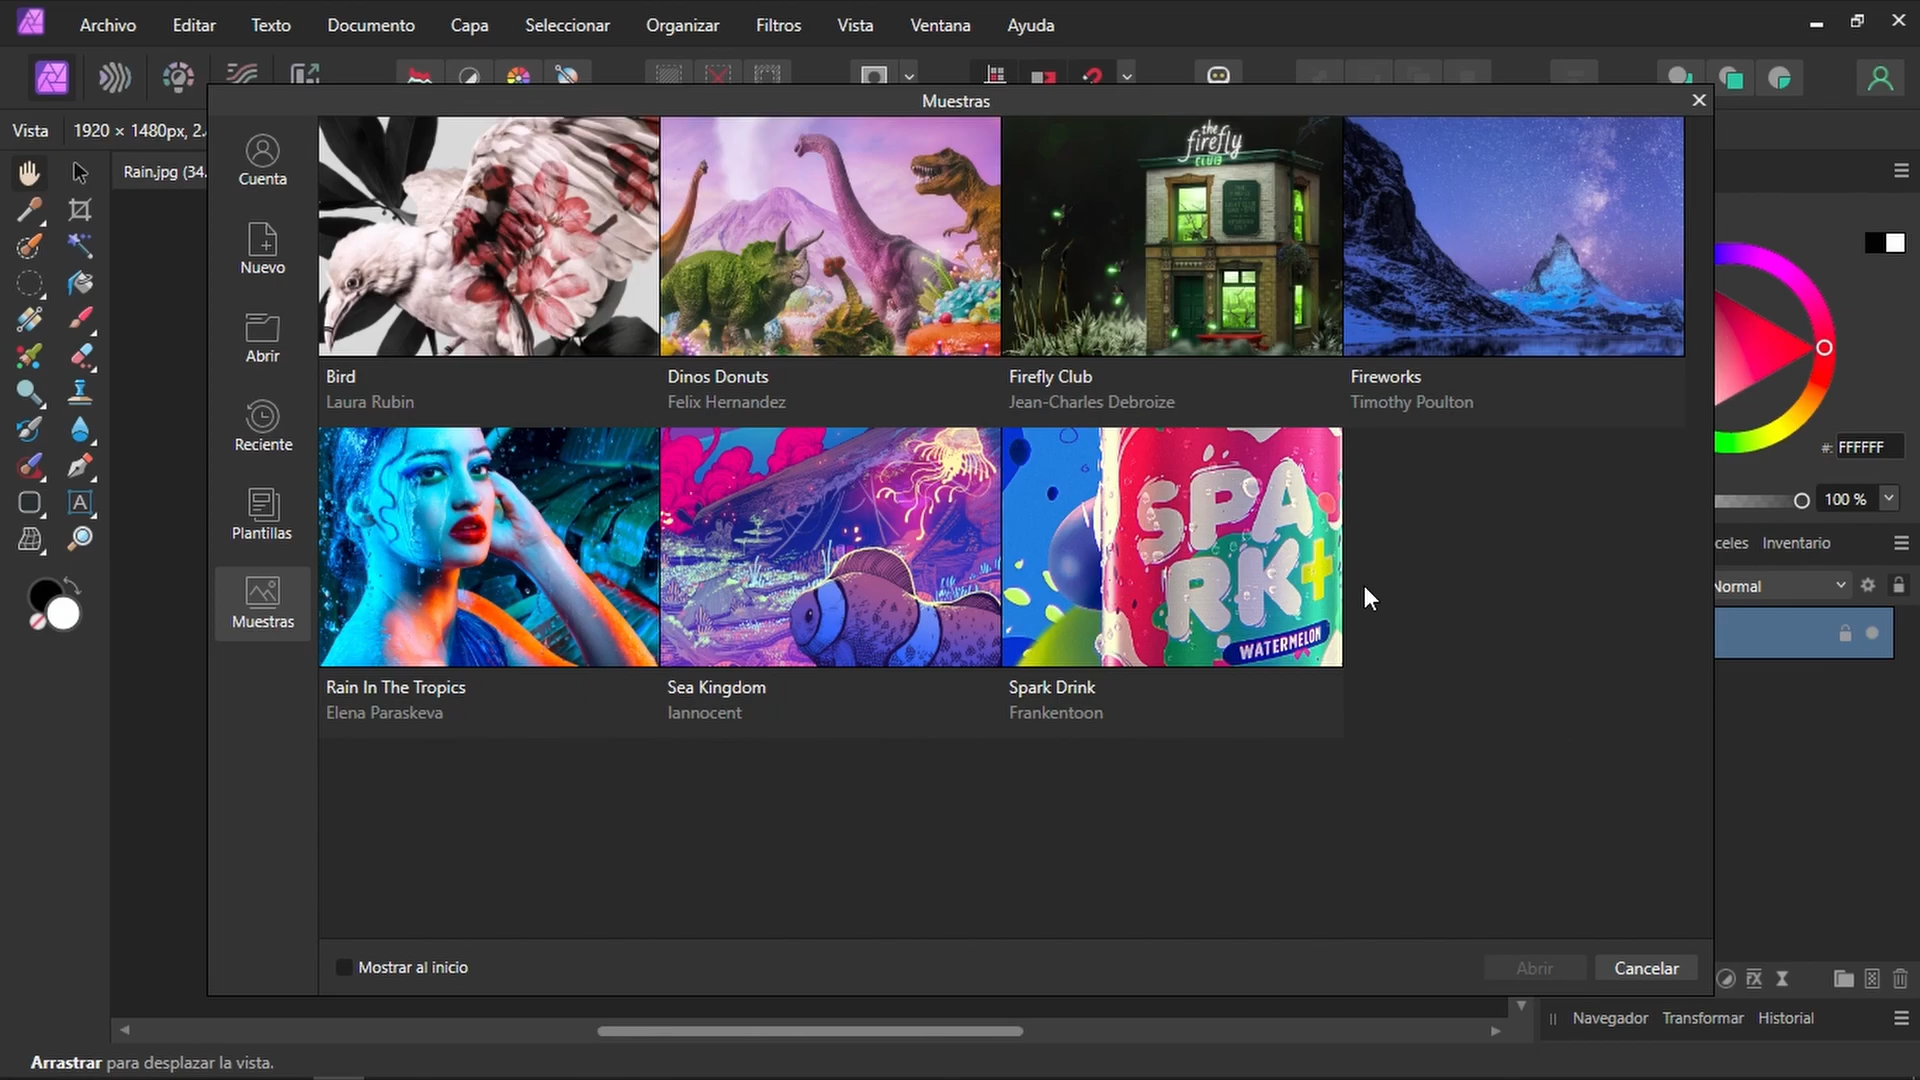 Archivo Editar Texto Documento Capa Seleccionar Organizar Filtros Vista Ventana Ayuda
Muestras
Vista 1920 × 1480px, 2.
Rain.jpg (34.
Cuenta
Nuevo
Abrir
Reciente
Plantillas
Muestras
the
firefly
CLUB
Bird
Laura Rubin
Dinos Donuts
Felix Hernandez
Firefly Club
Jean-Charles Debroize
Fireworks
Timothy Poulton
SPA
RK+
WATERMELON
Rain In The Tropics
Elena Paraskeva
Sea Kingdom
Iannocent
Spark Drink
Frankentoon
#: FFFFFF
100 %
celes Inventario
Normal
Mostrar al inicio
Abrir Cancelar
Navegador Transformar Historial
Arrastrar para desplazar la vista.